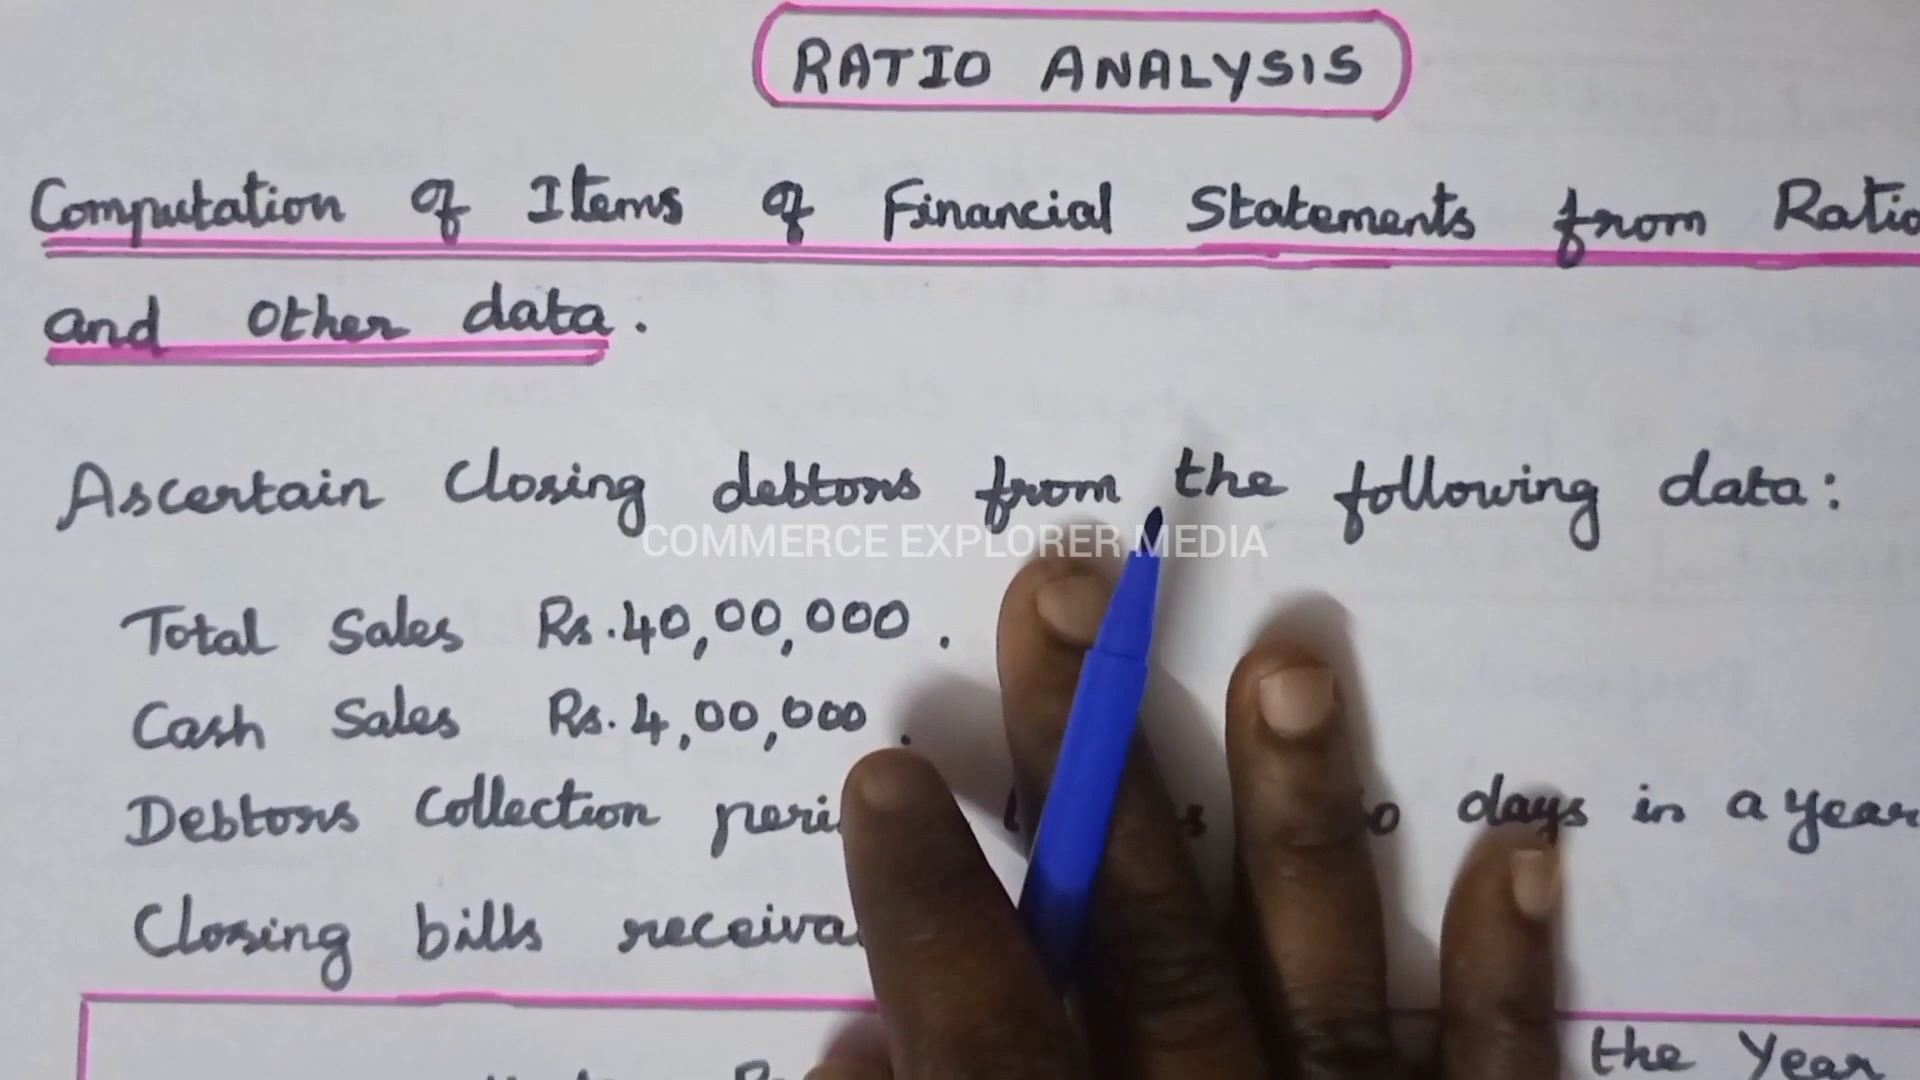 RATIO ANALYSIS
Computation of Items of Financial Statements from Ratio
and other data.
Ascertain closing debtors from the following data:
COMMERCE EXPLORER MEDIA
Total Sales Rs.40,00,000.
Cash Sales Rs.4,00,000.
Debtors Collection days in a year
Closing bills
the Year